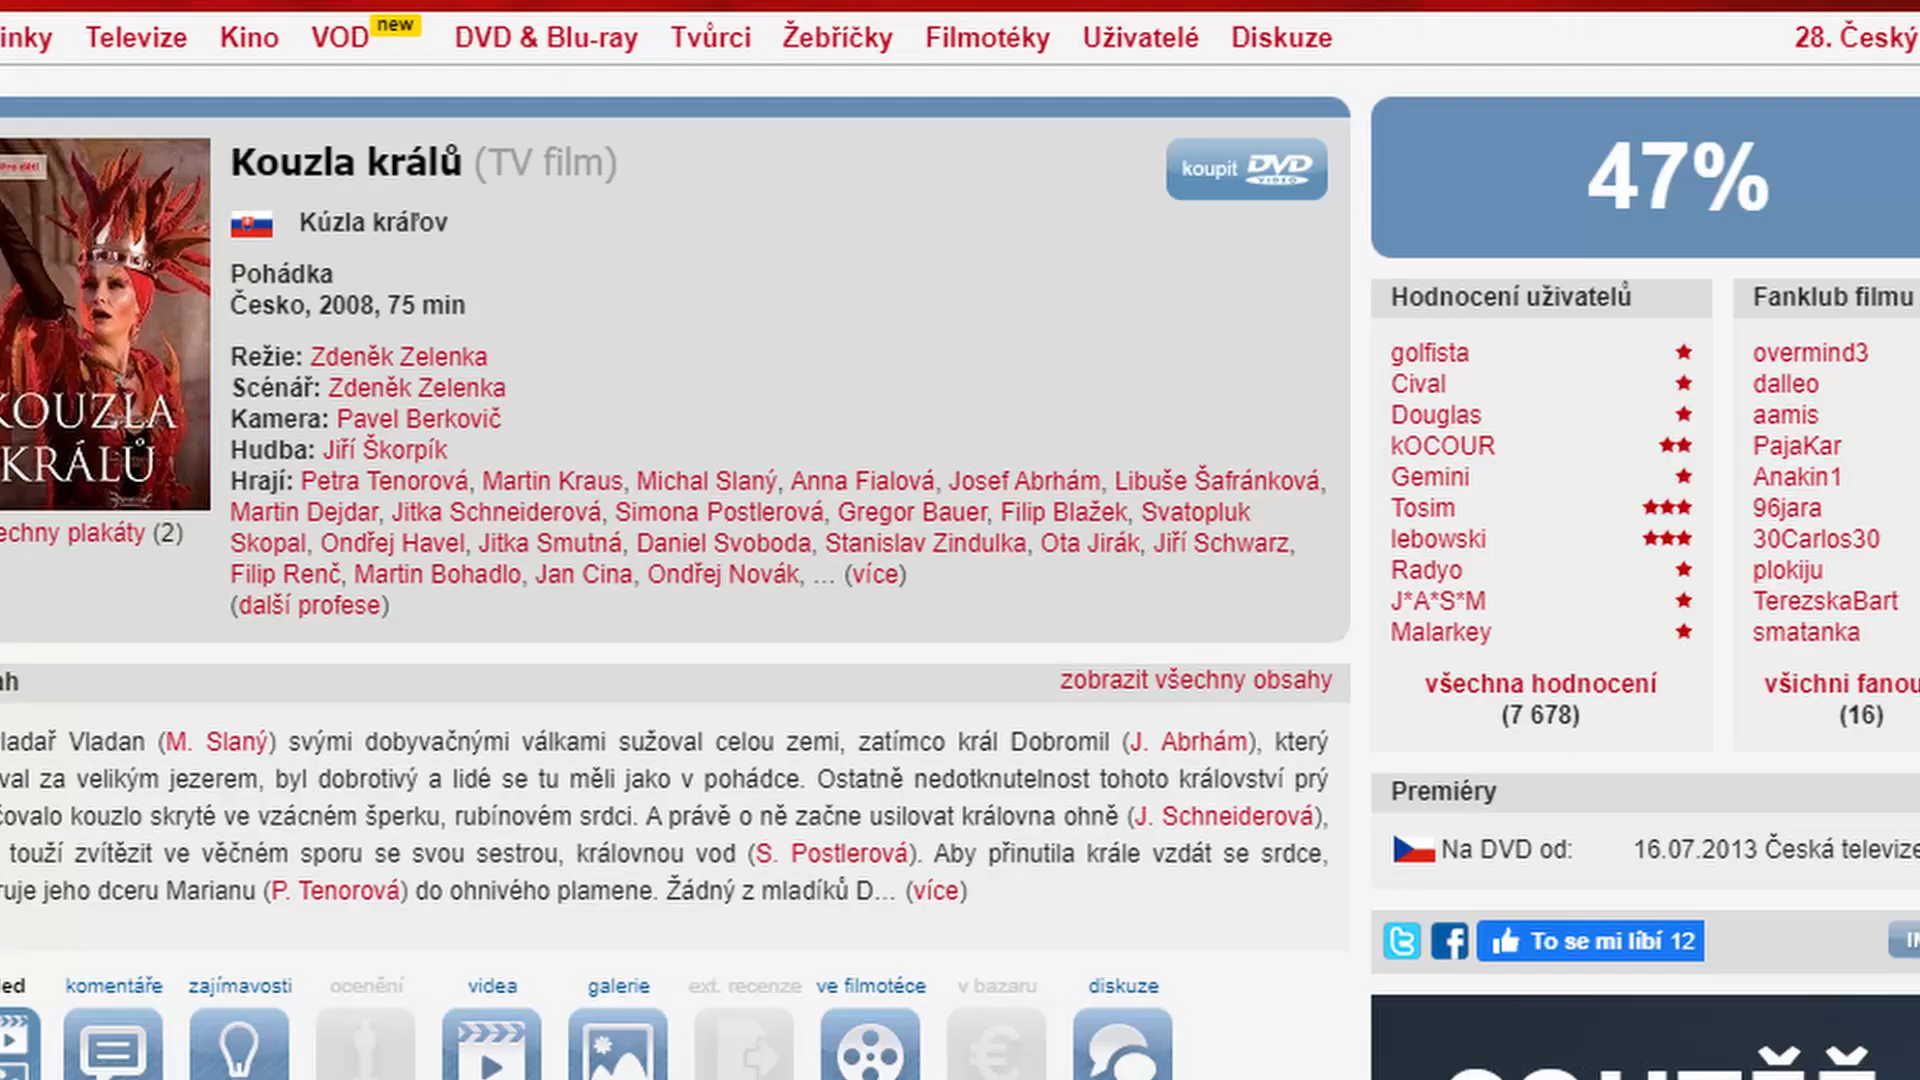 inky Televize Kino VOD new DVD & Blu-ray Tvůrci Žebříčky Filmotéky Uživatelé Diskuze 28. Český
Kouzla králů (TV film)
koupit DVD VIDEO
Kúzla kráľov
Pohádka
Česko, 2008, 75 min
Režie: Zdeněk Zelenka
Scénář: Zdeněk Zelenka
Kamera: Pavel Berkovič
Hudba: Jiří Škorpík
Hrají: Petra Tenorová, Martin Kraus, Michal Slaný, Anna Fialová, Josef Abrhám, Libuše Šafránková,
Martin Dejdar, Jitka Schneiderová, Simona Postlerová, Gregor Bauer, Filip Blažek, Svatopluk
Skopal, Ondřej Havel, Jitka Smutná, Daniel Svoboda, Stanislav Zindulka, Ota Jirák, Jiří Schwarz,
Filip Renč, Martin Bohadlo, Jan Cina, Ondřej Novák, ... (více)
(další profese)
KOUZLA
KRÁLŮ
echny plakáty (2)
ah
zobrazit všechny obsahy
ladař Vladan (M. Slaný) svými dobyvačnými válkami sužoval celou zemi, zatímco král Dobromil (J. Abrhám), který
val za velikým jezerem, byl dobrotivý a lidé se tu měli jako v pohádce. Ostatně nedotknutelnost tohoto království prý
čovalo kouzlo skryté ve vzácném šperku, rubínovém srdci. A právě o ně začne usilovat královna ohně (J. Schneiderová),
touží zvítězit ve věčném sporu se svou sestrou, královnou vod (S. Postlerová). Aby přinutila krále vzdát se srdce,
ruje jeho dceru Marianu (P. Tenorová) do ohnivého plamene. Žádný z mladíků D... (více)
led komentáře zajímavosti ocenění videa galerie ext. recenze ve filmotéce v bazaru diskuze
47%
Hodnocení uživatelů
golfista
Cival
Douglas
kOCOUR
Gemini
Tosim
lebowski
Radyo
J*A*S*M
Malarkey
všechna hodnocení
(7 678)
Fanklub filmu
overmind3
dalleo
aamis
PajaKar
Anakin1
96jara
30Carlos30
plokiju
TerezskaBart
smatanka
všichni fanou
(16)
Premiéry
Na DVD od: 16.07.2013 Česká televize
To se mi líbí 12